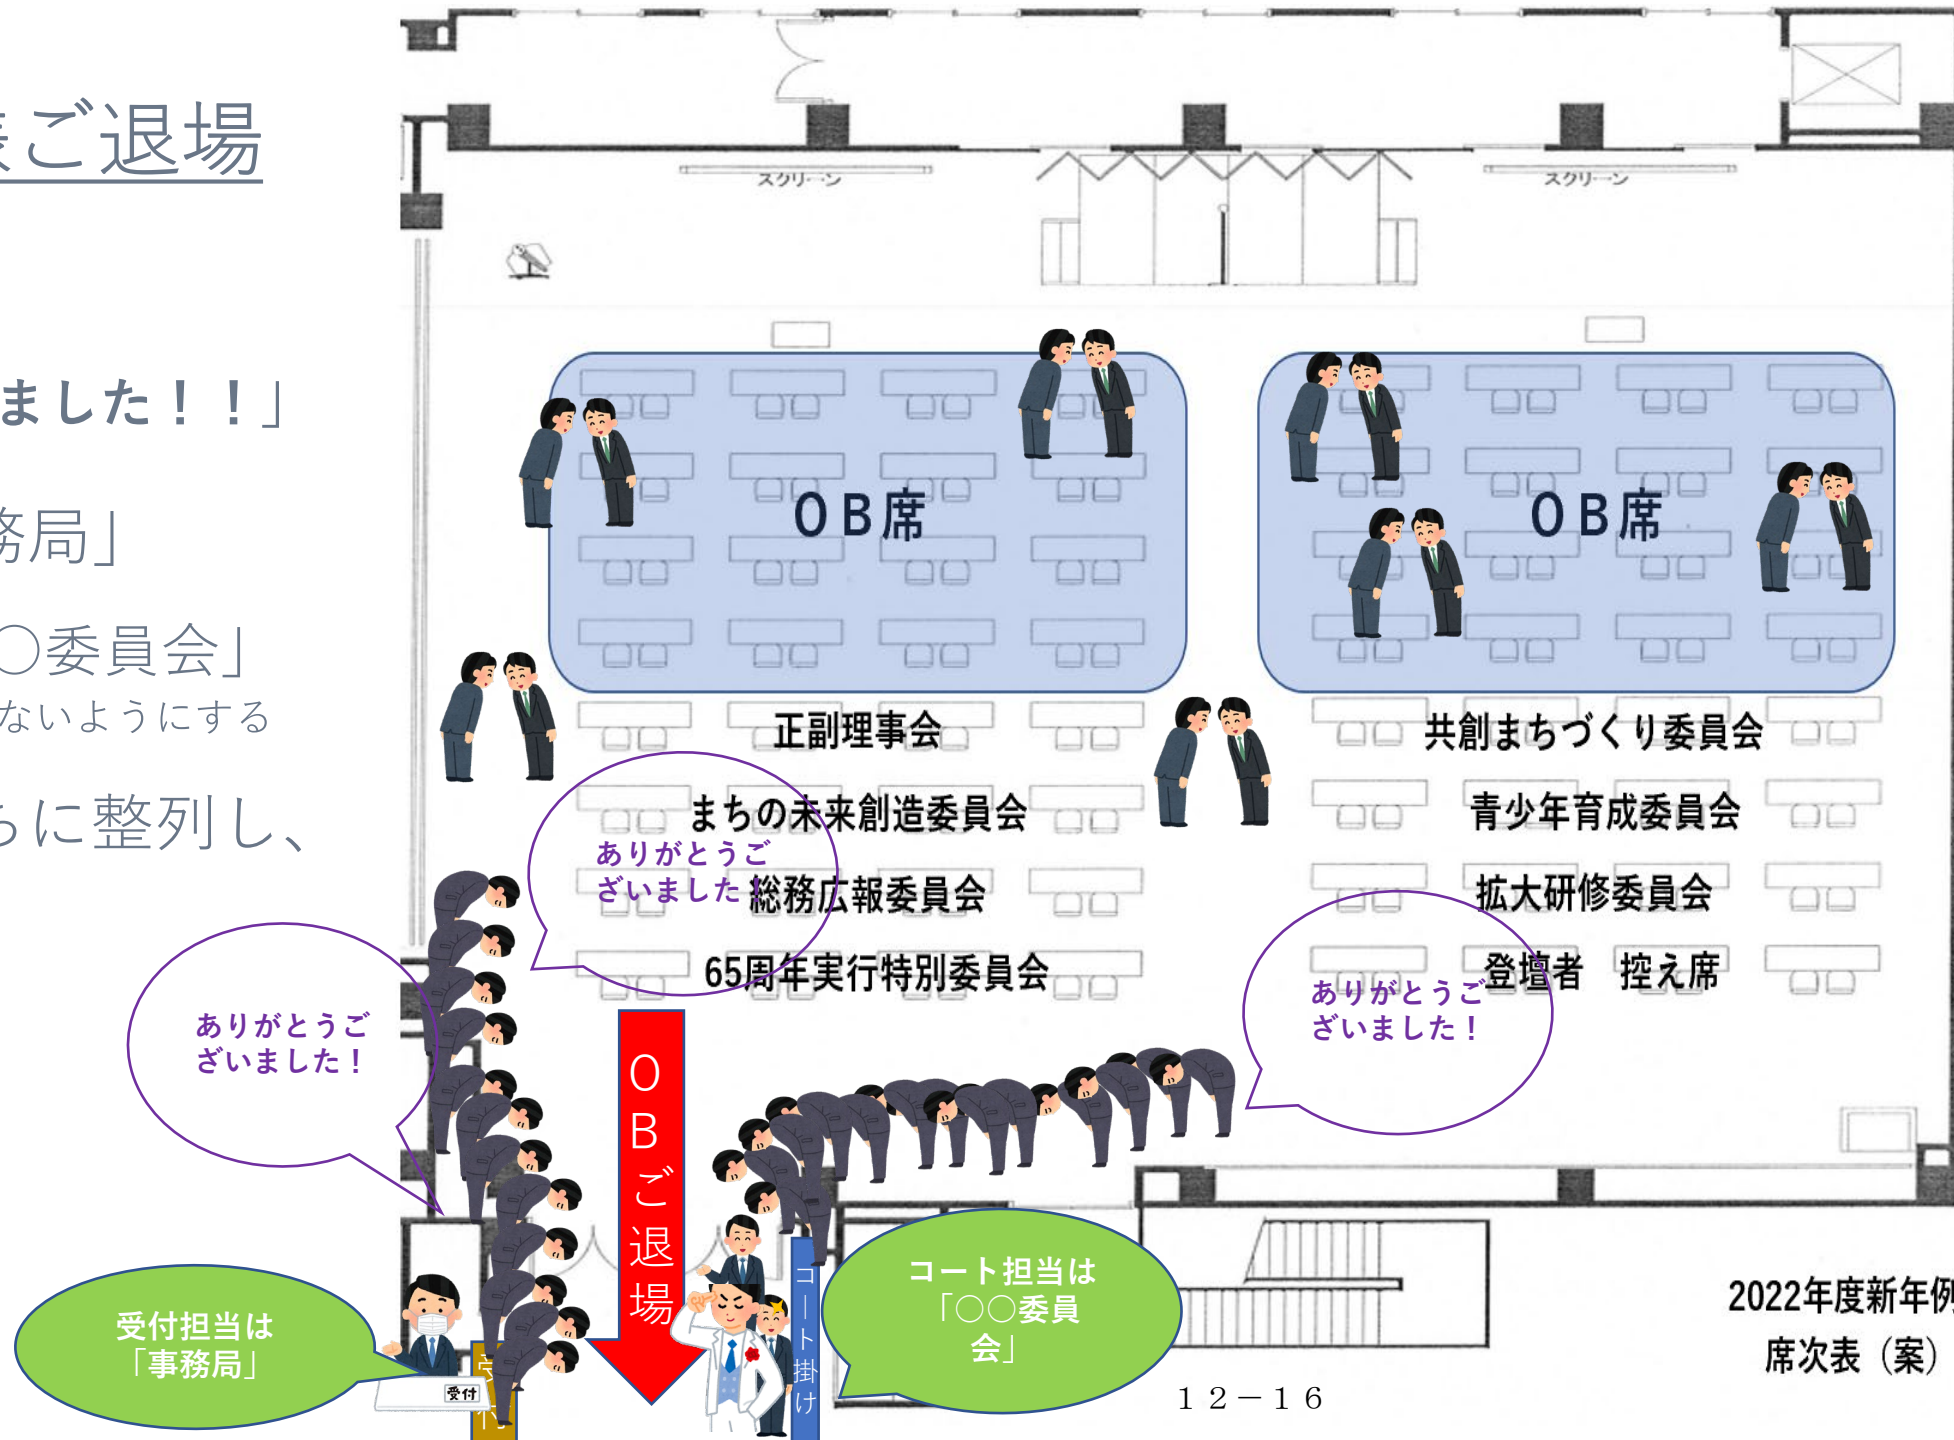 ご退場
ました！！」
務局」
○委員会」
ないようにする
に整列し、
スクリーン
スクリーン
ＯＢ席
ＯＢ席
正副理事会
共創まちづくり委員会
まちの未来創造委員会
青少年育成委員会
ありがとうご
ざいました
総務広報委員会
拡大研修委員会
65周年実行特別委員会
登壇者　控え席
ありがとうご
ざいました！
ありがとうご
ざいました！
ＯＢご退場
コート担当は
「○○委員
会」
受付担当は
「事務局」
受付
コート掛け
2022年度新年例
席次表（案）
１２－１６